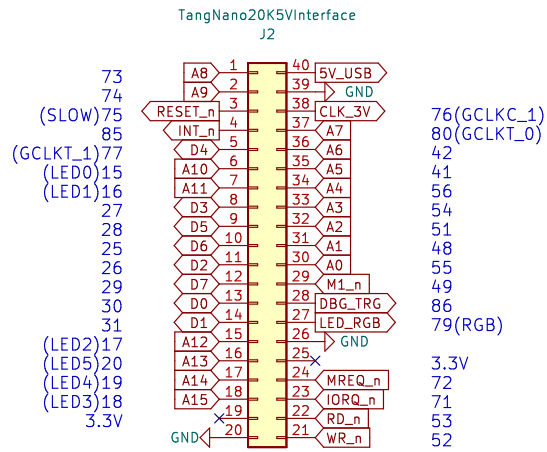 TangNano20K5VInterface
J2
73 A8 1 40 5V_USB
74 A9 2 39 GND
(SLOW)75 RESET_n 3 38 CLK_3V 76(GCLKC_1)
85 INT_n 4 37 A7 80(GCLKT_0)
(GCLKT_1)77 D4 5 36 A6 42
(LED0)15 A10 6 35 A5 41
(LED1)16 A11 7 34 A4 56
27 D3 8 33 A3 54
28 D5 9 32 A2 51
25 D6 10 31 A1 48
26 D2 11 30 A0 55
29 D7 12 29 M1_n 49
30 D0 13 28 DBG_TRG 86
31 D1 14 27 LED_RGB 79(RGB)
(LED2)17 A12 15 26 GND
(LED5)20 A13 16 25 3.3V
(LED4)19 A14 17 24 MREQ_n 72
(LED3)18 A15 18 23 IORQ_n 71
3.3V 19 22 RD_n 53
GND 20 21 WR_n 52